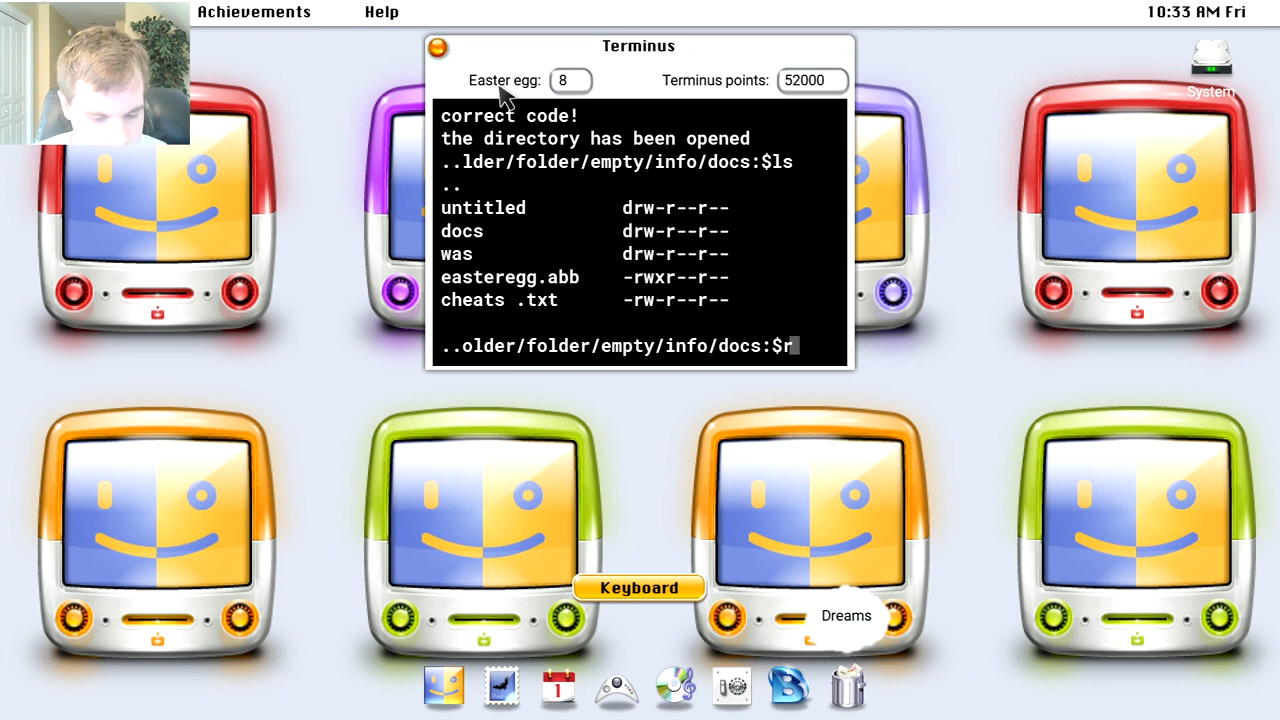 Achievements Help 10:33 AM Fri
Terminus
Easter egg: 8 Terminus points: 52000
System
correct code!
the directory has been opened
..lder/folder/empty/info/docs:$ls
..
untitled drw-r--r--
docs drw-r--r--
was drw-r--r--
easteregg.abb -rwxr--r--
cheats .txt -rw-r--r--
..older/folder/empty/info/docs:$r
Keyboard
Dreams
1